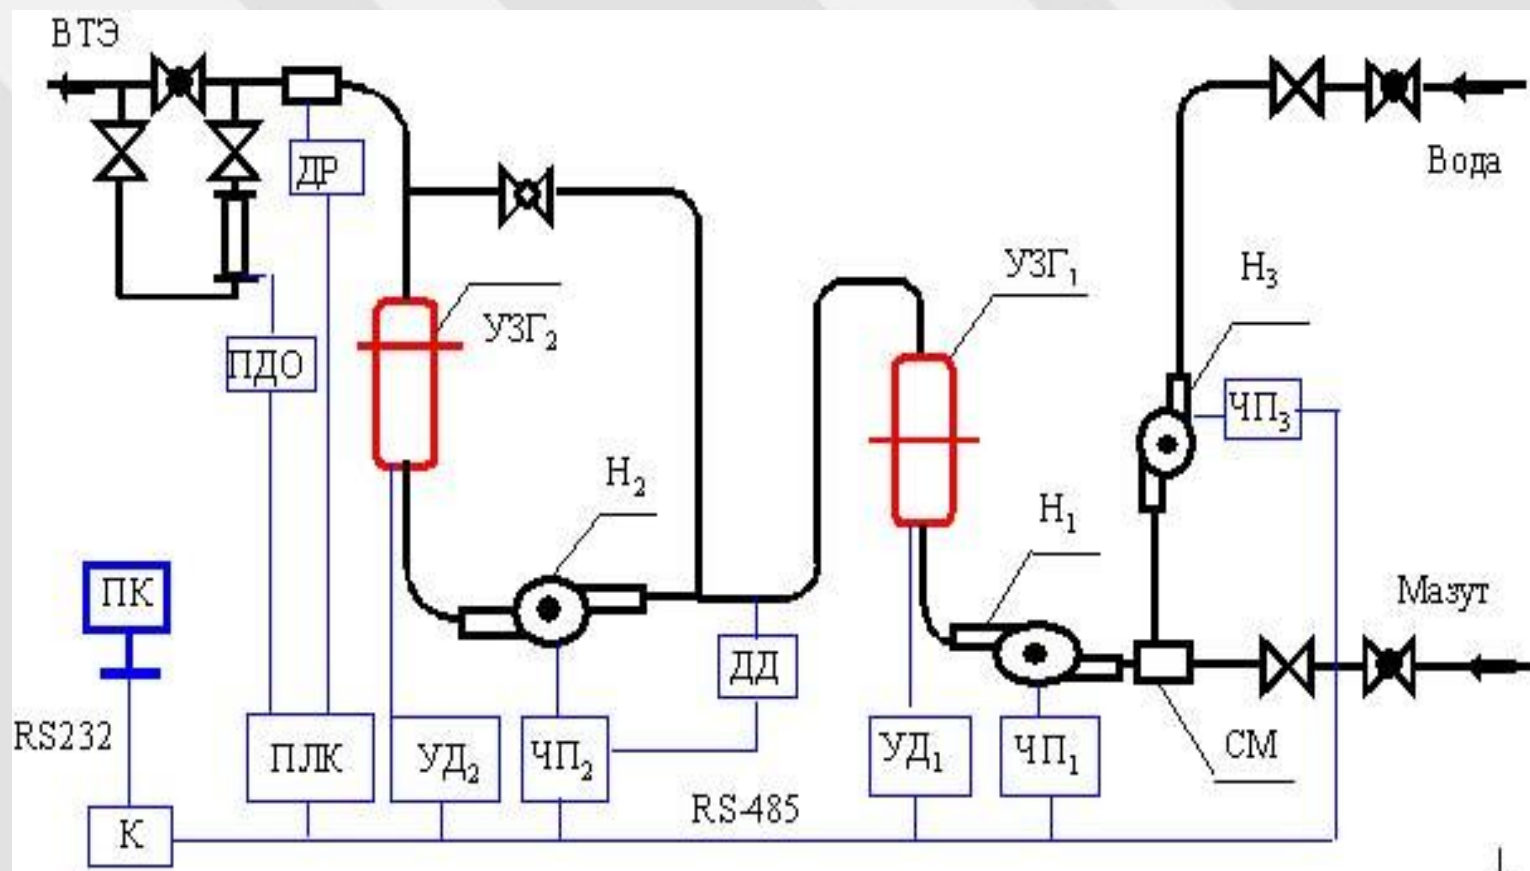 ВТЭ
Вода
ДР
УЗГ₁
Н₃
УЗГ₂
ПДО
ЧП₃
Н₂
Н₁
ПК
Мазут
ДД
RS232
ПЛК
УД₂
ЧП₂
УД₁
ЧП₁
СМ
RS-485
К